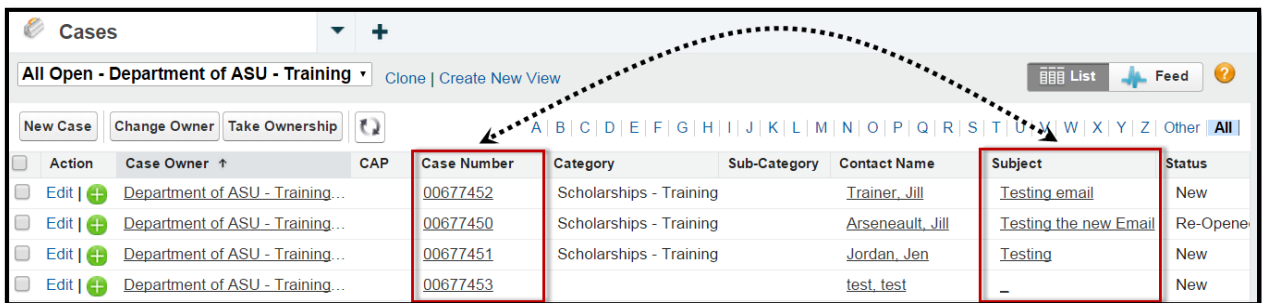 Cases
All Open - Department of ASU - Training Clone | Create New View List Feed ?
New Case Change Owner Take Ownership A | B | C | D | E | F | G | H | I | J | K | L | M | N | O | P | Q | R | S | T | U | V | W | X | Y | Z | Other All
Action Case Owner ↑ CAP Case Number Category Sub-Category Contact Name Subject Status
Edit | Department of ASU - Training... 00677452 Scholarships - Training Trainer, Jill Testing email New
Edit | Department of ASU - Training... 00677450 Scholarships - Training Arseneault, Jill Testing the new Email Re-Opene
Edit | Department of ASU - Training... 00677451 Scholarships - Training Jordan, Jen Testing New
Edit | Department of ASU - Training... 00677453 test, test _ New